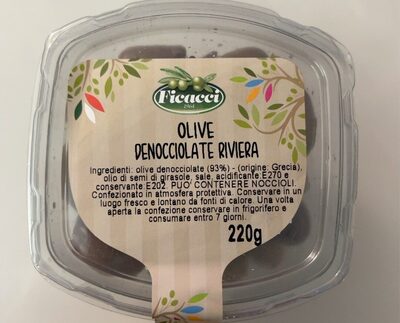 Ficacci
OLIVE
DENOCCIOLATE RIVIERA
Ingredienti: olive denocciolate (93%) - (origine: Grecia),
olio di semi di girasole, sale, acidificante E270 e
conservante E202. PUO' CONTENERE NOCCIOLI.
Confezionato in atmosfera protettiva. Conservare in un
luogo fresco e lontano da fonti di calore. Una volta
aperta la confezione conservare in frigorifero e
consumare entro 7 giorni.
220g